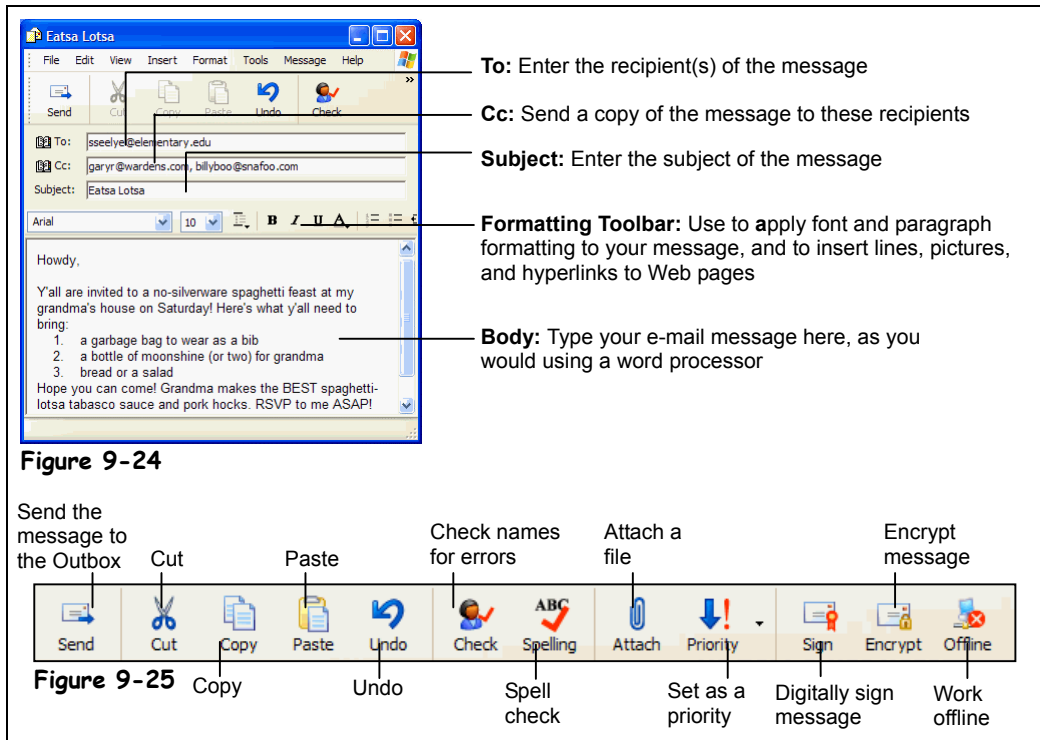 Eatsa Lotsa
File Edit View Insert Format Tools Message Help
»
Send Cut Copy Paste Undo Check
To: sseelye@elementary.edu
Cc: garyr@wardens.com, billyboo@snafoo.com
Subject: Eatsa Lotsa
Arial 10 B I U A
Howdy,
Y'all are invited to a no-silverware spaghetti feast at my
grandma's house on Saturday! Here's what y'all need to
bring:
1. a garbage bag to wear as a bib
2. a bottle of moonshine (or two) for grandma
3. bread or a salad
Hope you can come! Grandma makes the BEST spaghetti-
lotsa tabasco sauce and pork hocks. RSVP to me ASAP!
To: Enter the recipient(s) of the message
Cc: Send a copy of the message to these recipients
Subject: Enter the subject of the message
Formatting Toolbar: Use to apply font and paragraph
formatting to your message, and to insert lines, pictures,
and hyperlinks to Web pages
Body: Type your e-mail message here, as you
would using a word processor
Figure 9-24
Send the
message to
the Outbox
Cut
Paste
Check names
for errors
Attach a
file
Encrypt
message
ABC
Send Cut Copy Paste Undo Check Spelling Attach Priority Sign Encrypt Offline
Figure 9-25
Copy
Undo
Spell
check
Set as a
priority
Digitally sign
message
Work
offline